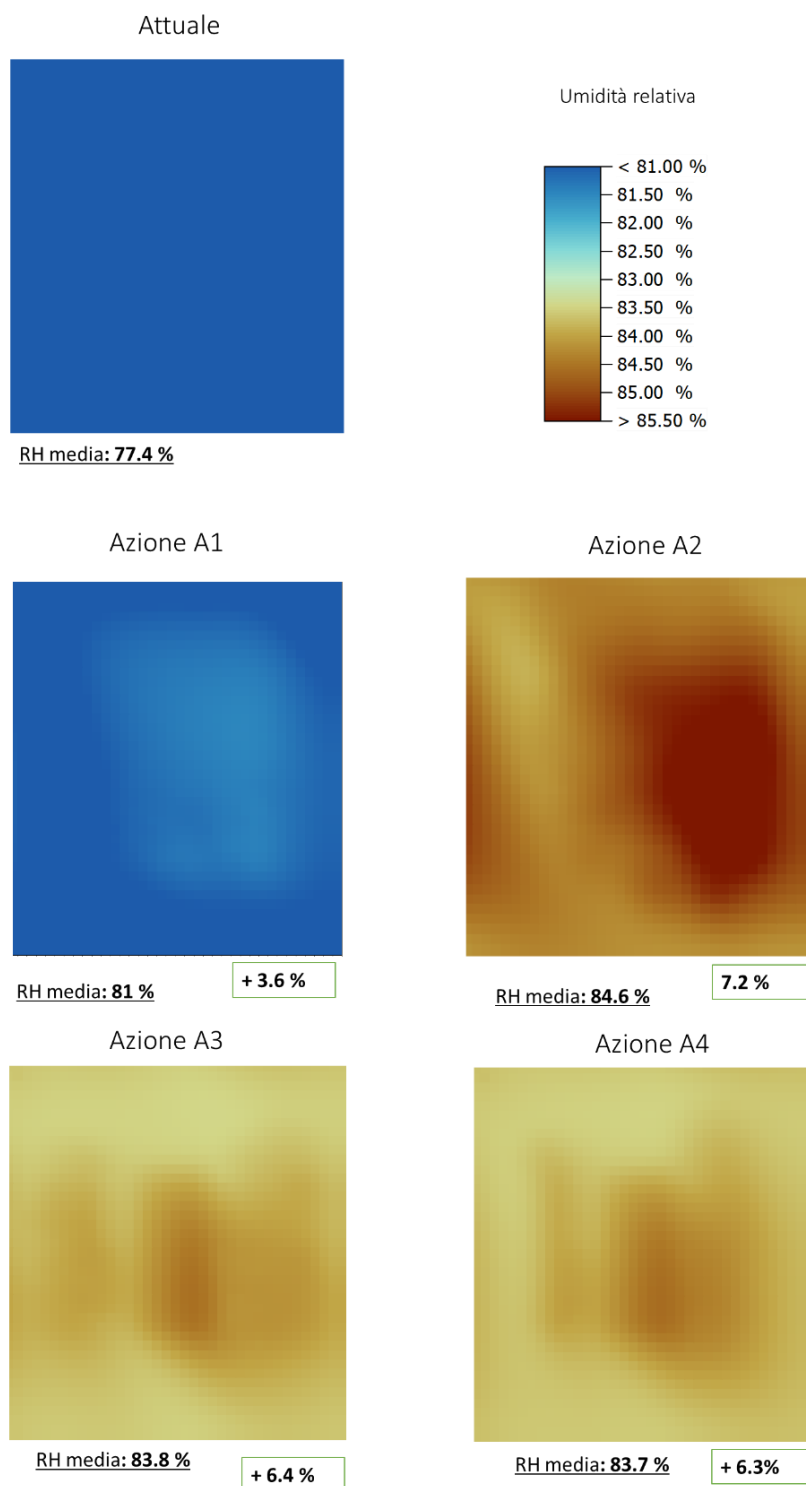 Attuale
Umidità relativa
< 81.00 %
81.50 %
82.00 %
82.50 %
83.00 %
83.50 %
84.00 %
84.50 %
85.00 %
> 85.50 %
RH media: 77.4 %
Azione A1
Azione A2
RH media: 81 %
+ 3.6 %
RH media: 84.6 %
7.2 %
Azione A3
Azione A4
RH media: 83.8 %
+ 6.4 %
RH media: 83.7 %
+ 6.3%